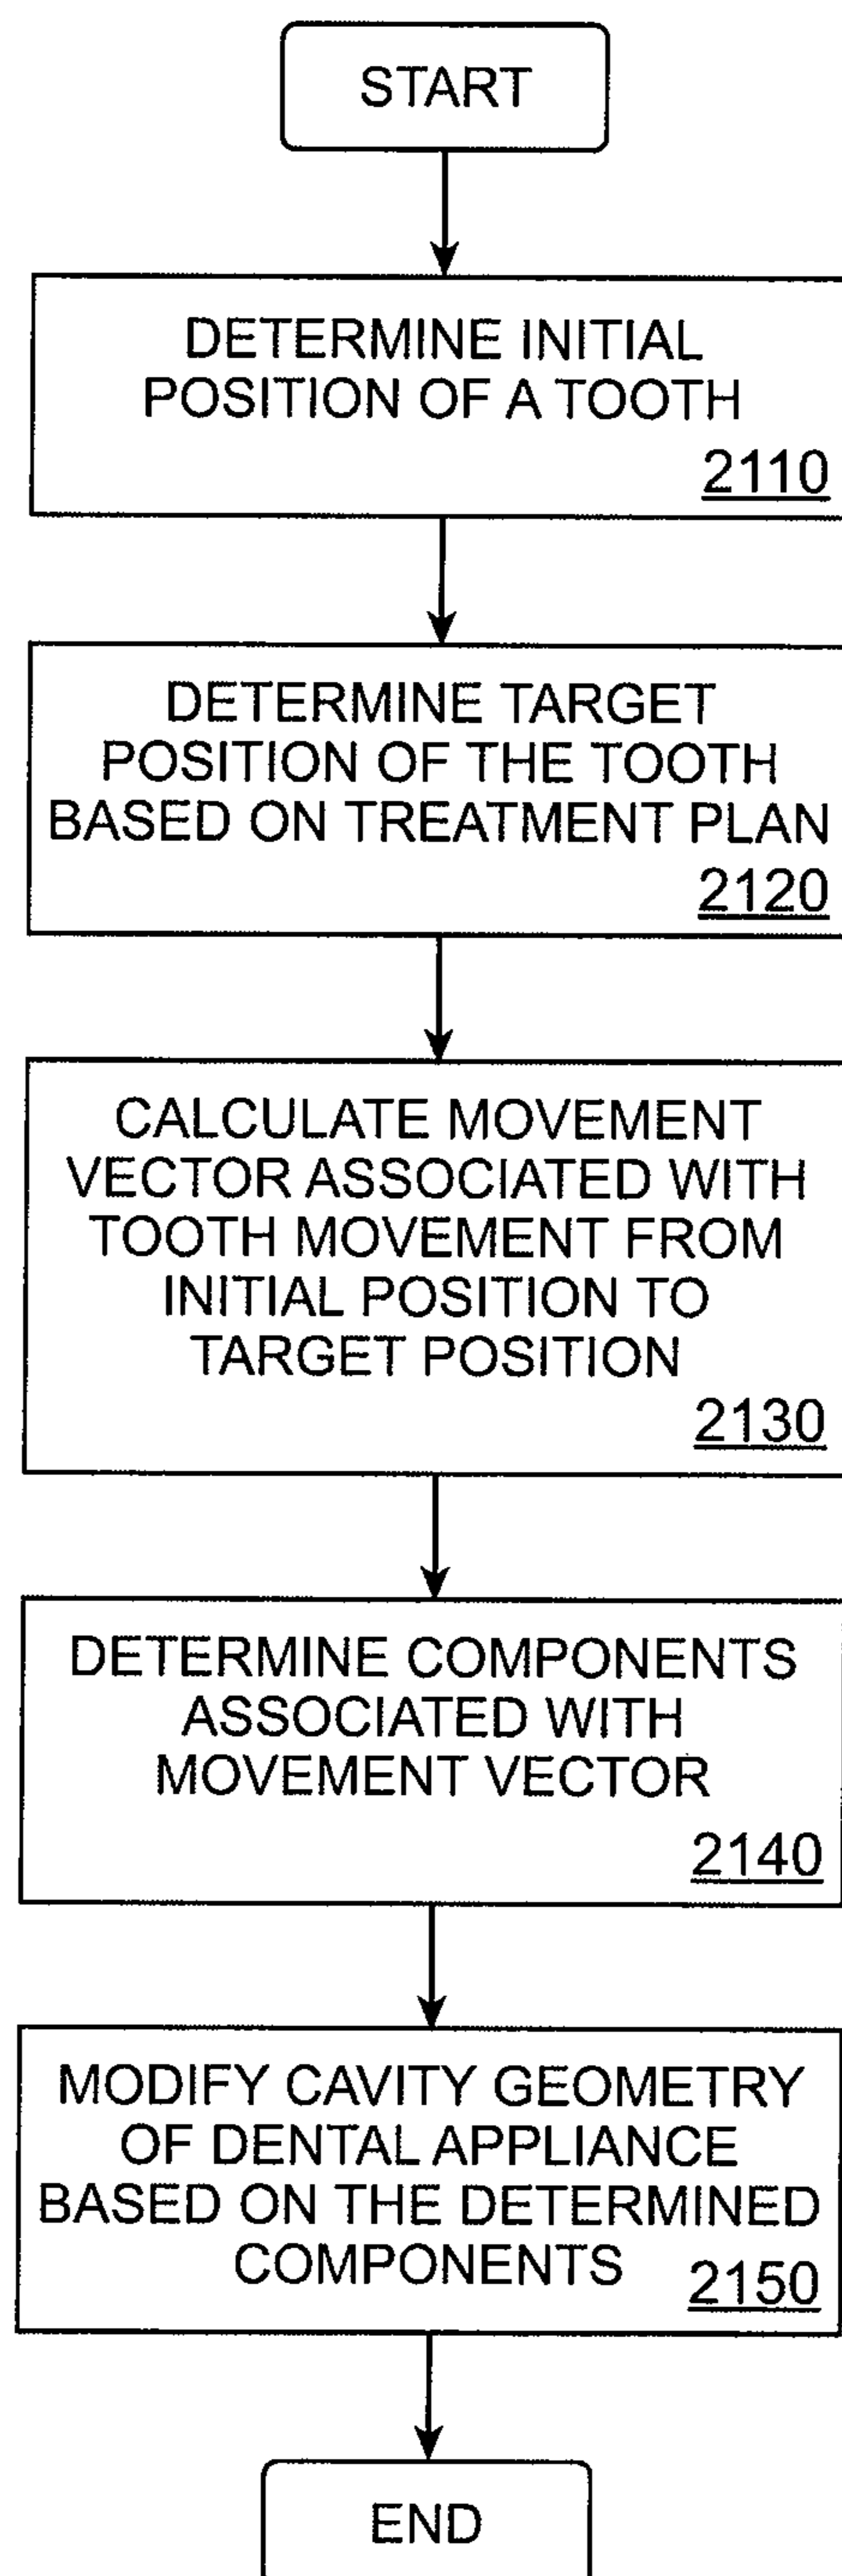 START
DETERMINE INITIAL
POSITION OF A TOOTH
2110
DETERMINE TARGET
POSITION OF THE TOOTH
BASED ON TREATMENT PLAN
2120
CALCULATE MOVEMENT
VECTOR ASSOCIATED WITH
TOOTH MOVEMENT FROM
INITIAL POSITION TO
TARGET POSITION
2130
DETERMINE COMPONENTS
ASSOCIATED WITH
MOVEMENT VECTOR
2140
MODIFY CAVITY GEOMETRY
OF DENTAL APPLIANCE
BASED ON THE DETERMINED
COMPONENTS 2150
END